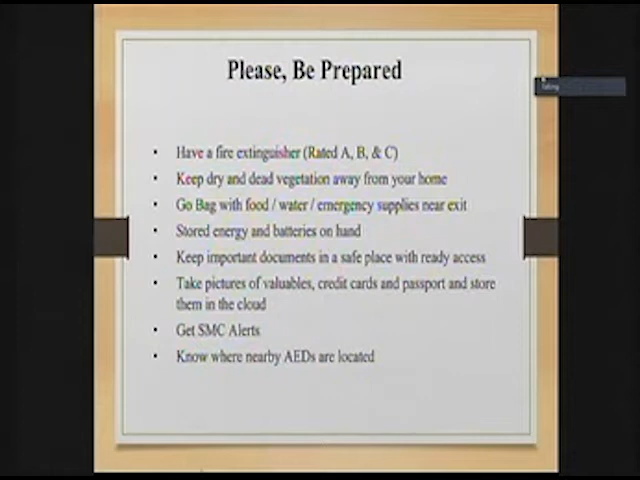 Please, Be Prepared
• Have a fire extinguisher (Rated A, B, & C)
• Keep dry and dead vegetation away from your home
• Go Bag with food / water / emergency supplies near exit
• Stored energy and batteries on hand
• Keep important documents in a safe place with ready access
• Take pictures of valuables, credit cards and passport and store
them in the cloud
• Get SMC Alerts
• Know where nearby AEDs are located